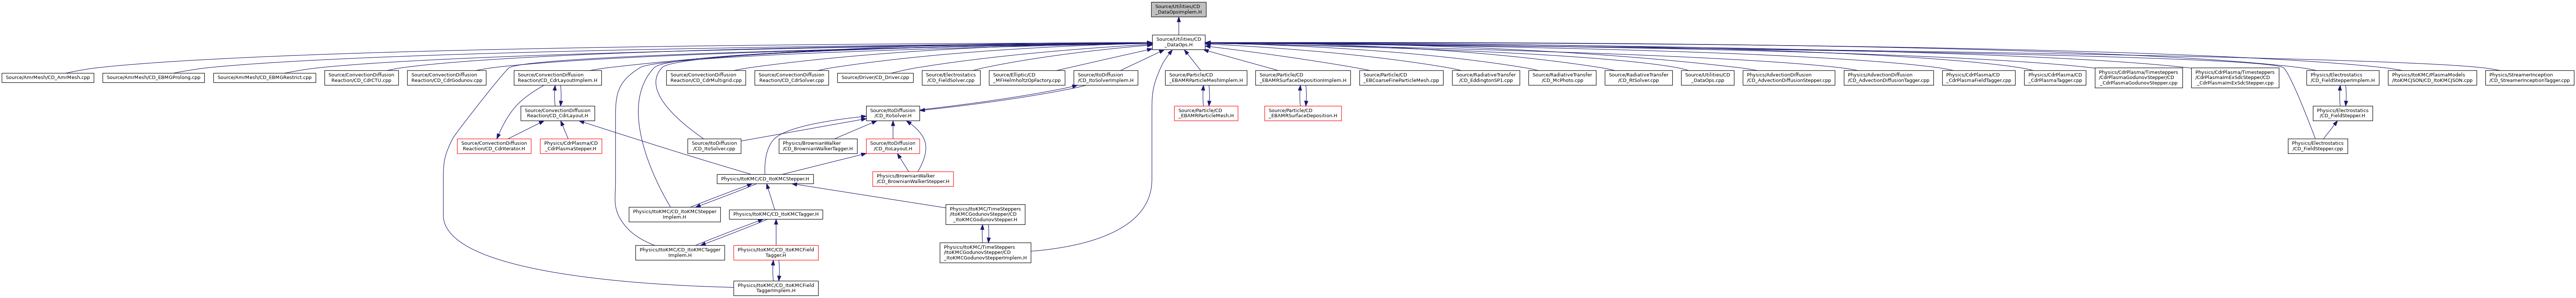 Source/Utilities/CD
_DataOpsImplem.H
Source/Utilities/CD
_DataOps.H
Source/AmrMesh/CD_AmrMesh.cpp
Source/AmrMesh/CD_EBMGProlong.cpp
Source/AmrMesh/CD_EBMGRestrict.cpp
Source/ConvectionDiffusion
Reaction/CD_CdrCTU.cpp
Source/ConvectionDiffusion
Reaction/CD_CdrGodunov.cpp
Source/ConvectionDiffusion
Reaction/CD_CdrLayoutImplem.H
Source/ConvectionDiffusion
Reaction/CD_CdrMultigrid.cpp
Source/ConvectionDiffusion
Reaction/CD_CdrSolver.cpp
Source/Driver/CD_Driver.cpp
Source/Electrostatics
/CD_FieldSolver.cpp
Source/Elliptic/CD
_MFHelmholtzOpFactory.cpp
Source/ItoDiffusion
/CD_ItoSolverImplem.H
Source/Particle/CD
_EBAMRParticleMeshImplem.H
Source/Particle/CD
_EBAMRSurfaceDepositionImplem.H
Source/Particle/CD
_EBCoarseFineParticleMesh.cpp
Source/RadiativeTransfer
/CD_EddingtonSP1.cpp
Source/RadiativeTransfer
/CD_McPhoto.cpp
Source/RadiativeTransfer
/CD_RtSolver.cpp
Source/Utilities/CD
_DataOps.cpp
Physics/AdvectionDiffusion
/CD_AdvectionDiffusionStepper.cpp
Physics/AdvectionDiffusion
/CD_AdvectionDiffusionTagger.cpp
Physics/CdrPlasma/CD
_CdrPlasmaFieldTagger.cpp
Physics/CdrPlasma/CD
_CdrPlasmaTagger.cpp
Physics/CdrPlasma/Timesteppers
/CdrPlasmaGodunovStepper/CD
_CdrPlasmaGodunovStepper.cpp
Physics/CdrPlasma/Timesteppers
/CdrPlasmaImExSdcStepper/CD
_CdrPlasmaImExSdcStepper.cpp
Physics/Electrostatics
/CD_FieldStepperImplem.H
Physics/ItoKMC/PlasmaModels
/ItoKMCJSON/CD_ItoKMCJSON.cpp
Physics/StreamerInception
/CD_StreamerInceptionTagger.cpp
Source/ConvectionDiffusion
Reaction/CD_CdrLayout.H
Source/ItoDiffusion
/CD_ItoSolver.H
Source/Particle/CD
_EBAMRParticleMesh.H
Source/Particle/CD
_EBAMRSurfaceDeposition.H
Physics/Electrostatics
/CD_FieldStepper.H
Source/ConvectionDiffusion
Reaction/CD_CdrIterator.H
Physics/CdrPlasma/CD
_CdrPlasmaStepper.H
Source/ItoDiffusion
/CD_ItoSolver.cpp
Physics/BrownianWalker
/CD_BrownianWalkerTagger.H
Source/ItoDiffusion
/CD_ItoLayout.H
Physics/Electrostatics
/CD_FieldStepper.cpp
Physics/ItoKMC/CD_ItoKMCStepper.H
Physics/BrownianWalker
/CD_BrownianWalkerStepper.H
Physics/ItoKMC/CD_ItoKMCStepper
Implem.H
Physics/ItoKMC/CD_ItoKMCTagger.H
Physics/ItoKMC/TimeSteppers
/ItoKMCGodunovStepper/CD
_ItoKMCGodunovStepper.H
Physics/ItoKMC/CD_ItoKMCTagger
Implem.H
Physics/ItoKMC/CD_ItoKMCField
Tagger.H
Physics/ItoKMC/TimeSteppers
/ItoKMCGodunovStepper/CD
_ItoKMCGodunovStepperImplem.H
Physics/ItoKMC/CD_ItoKMCField
TaggerImplem.H